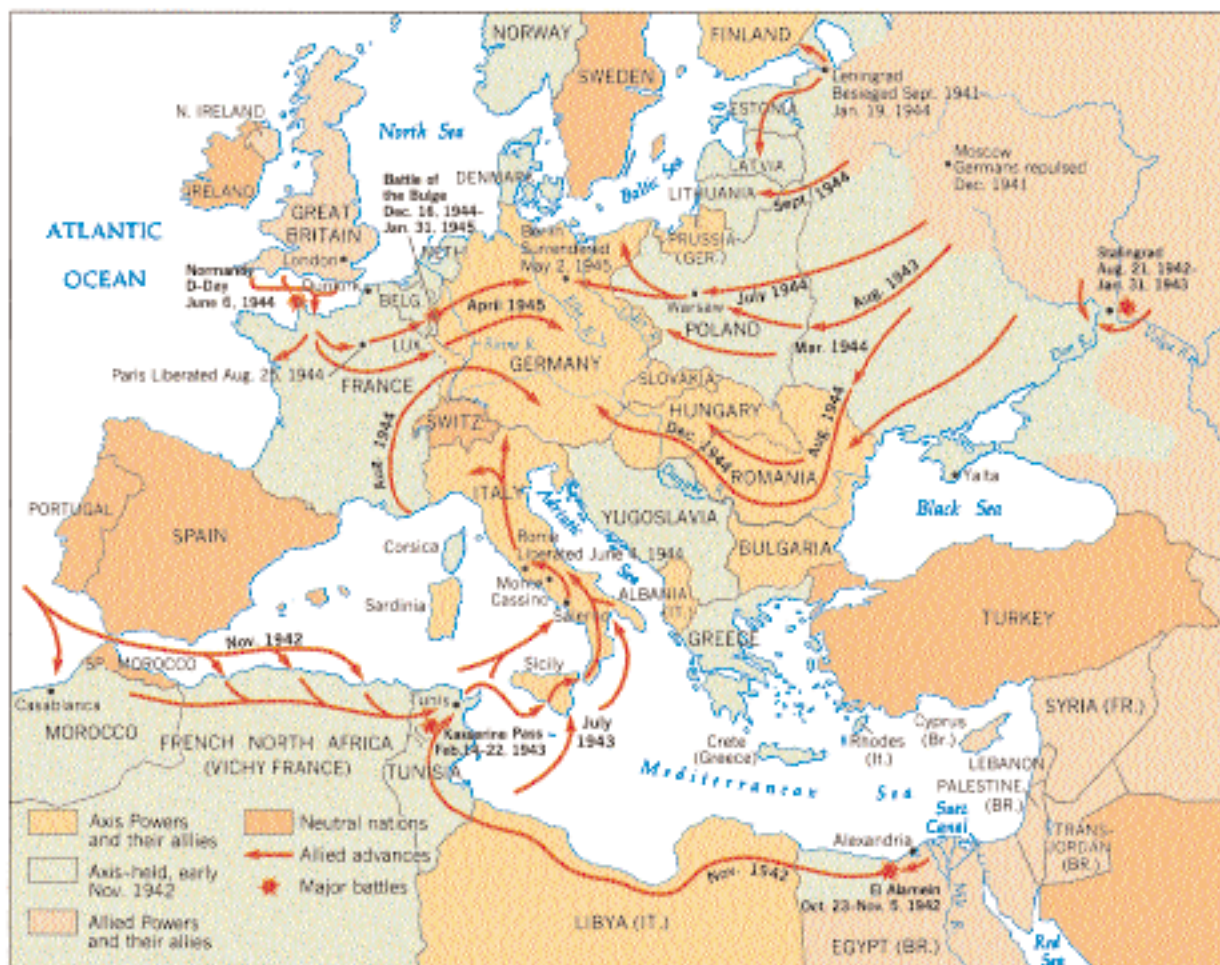 NORWAY
FINLAND
SWEDEN
Leningrad
Besieged Sept. 1941–
Jan. 19, 1944
N. IRELAND
North Sea
ESTONIA
Moscow
Germans repulsed
Dec. 1941
IRELAND
Battle of
the Bulge
Dec. 16, 1944–
Jan. 31, 1945
DENMARK
Baltic Sea
LATVIA
LITHUANIA
Sept. 1944
ATLANTIC
OCEAN
GREAT
BRITAIN
London
NETH.
Berlin
Surrendered
May 2, 1945
PRUSSIA
(GER.)
Stalingrad
Aug. 21, 1942–
Jan. 31, 1943
Normandy
D-Day
June 6, 1944
Dunkirk
BELG.
April 1945
Elbe R.
Warsaw
July 1944
Aug. 1943
POLAND
Mar. 1944
Don R.
Volga R.
LUX.
Rhine R.
GERMANY
Paris Liberated Aug. 25, 1944
FRANCE
SLOVAKIA
HUNGARY
SWITZ.
Aug. 1944
Dec. 1944
Aug. 1944
ROMANIA
Yalta
Black Sea
ITALY
Adriatic
Sea
YUGOSLAVIA
BULGARIA
PORTUGAL
SPAIN
Corsica
Rome
Liberated June 4, 1944
Monte
Cassino
Salerno
ALBANIA
(IT.)
Sardinia
GREECE
TURKEY
Nov. 1942
SP. MOROCCO
Sicily
Casablanca
MOROCCO
Tunis
Kasserine Pass
Feb. 14–22, 1943
July
1943
FRENCH NORTH AFRICA
(VICHY FRANCE)
TUNISIA
Crete
(Greece)
Rhodes
(It.)
Cyprus
(Br.)
SYRIA (FR.)
LEBANON
PALESTINE
(BR.)
Mediterranean Sea
Suez
Canal
TRANS-
JORDAN
(BR.)
Alexandria
Axis Powers
and their allies
Neutral nations
Allied advances
Axis-held, early
Nov. 1942
Major battles
Allied Powers
and their allies
Nov. 1942
El Alamein
Oct. 23–Nov. 5, 1942
LIBYA (IT.)
EGYPT (BR.)
Nile R.
Red
Sea